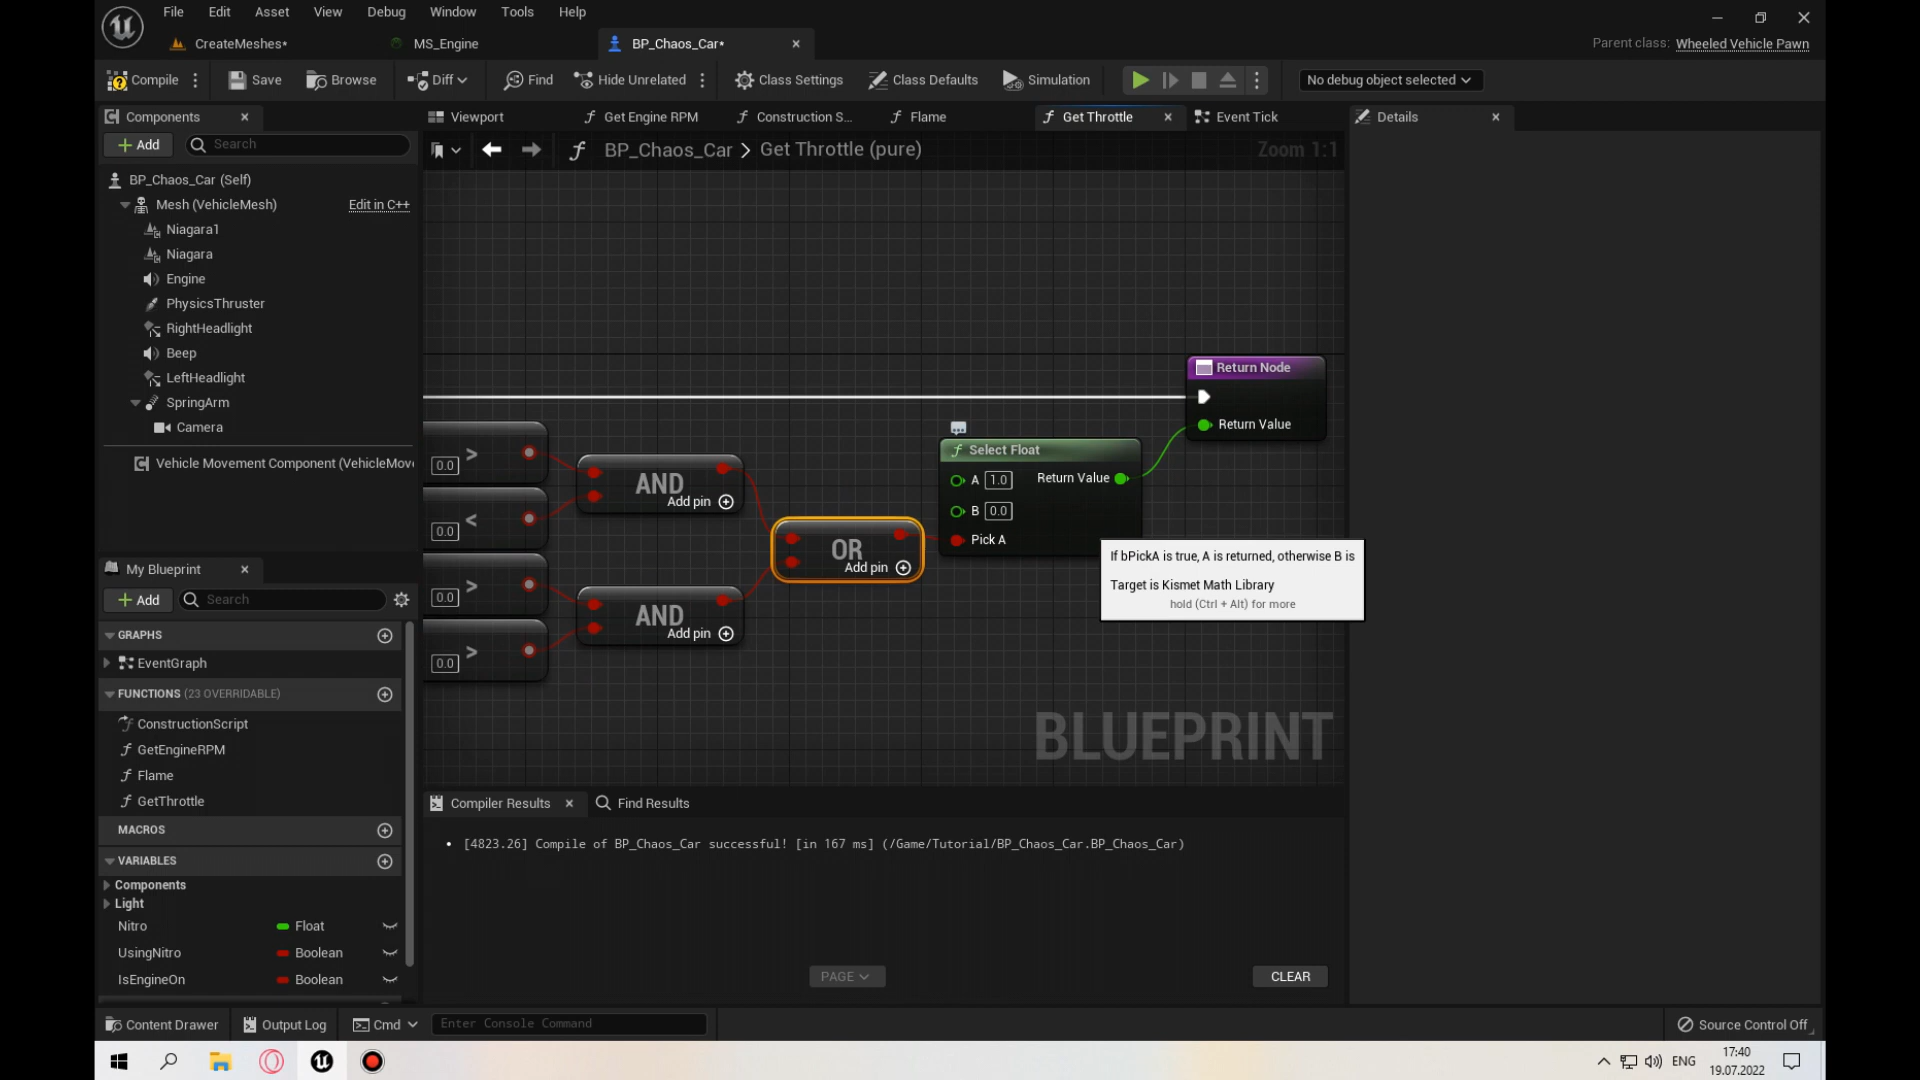 File Edit Asset View Debug Window Tools Help
CreateMeshes* MS_Engine BP_Chaos_Car*
Parent class: Wheeled Vehicle Pawn
Compile Save Browse Diff Find Hide Unrelated Class Settings Class Defaults Simulation No debug object selected
Components
Add Search
BP_Chaos_Car (Self)
Mesh (VehicleMesh) Edit in C++
Niagara1
Niagara
Engine
PhysicsThruster
RightHeadlight
Beep
LeftHeadlight
SpringArm
Camera
Vehicle Movement Component (VehicleMov
My Blueprint
Add Search
GRAPHS
EventGraph
FUNCTIONS (23 OVERRIDABLE)
ConstructionScript
GetEngineRPM
Flame
GetThrottle
MACROS
VARIABLES
Components
Light
Nitro Float
UsingNitro Boolean
IsEngineOn Boolean
Viewport Get Engine RPM Construction S... Flame Get Throttle Event Tick
BP_Chaos_Car > Get Throttle (pure) Zoom 1:1
0.0 >
0.0 <
0.0 >
0.0 >
AND
Add pin
AND
Add pin
OR
Add pin
Select Float
A 1.0 Return Value
B 0.0
Pick A
Return Node
Return Value
If bPickA is true, A is returned, otherwise B is
Target is Kismet Math Library
hold (Ctrl + Alt) for more
BLUEPRINT
Compiler Results Find Results
[4823.26] Compile of BP_Chaos_Car successful! [in 167 ms] (/Game/Tutorial/BP_Chaos_Car.BP_Chaos_Car)
PAGE CLEAR
Details
Content Drawer Output Log Cmd Enter Console Command Source Control Off
ENG 17:40
19.07.2022